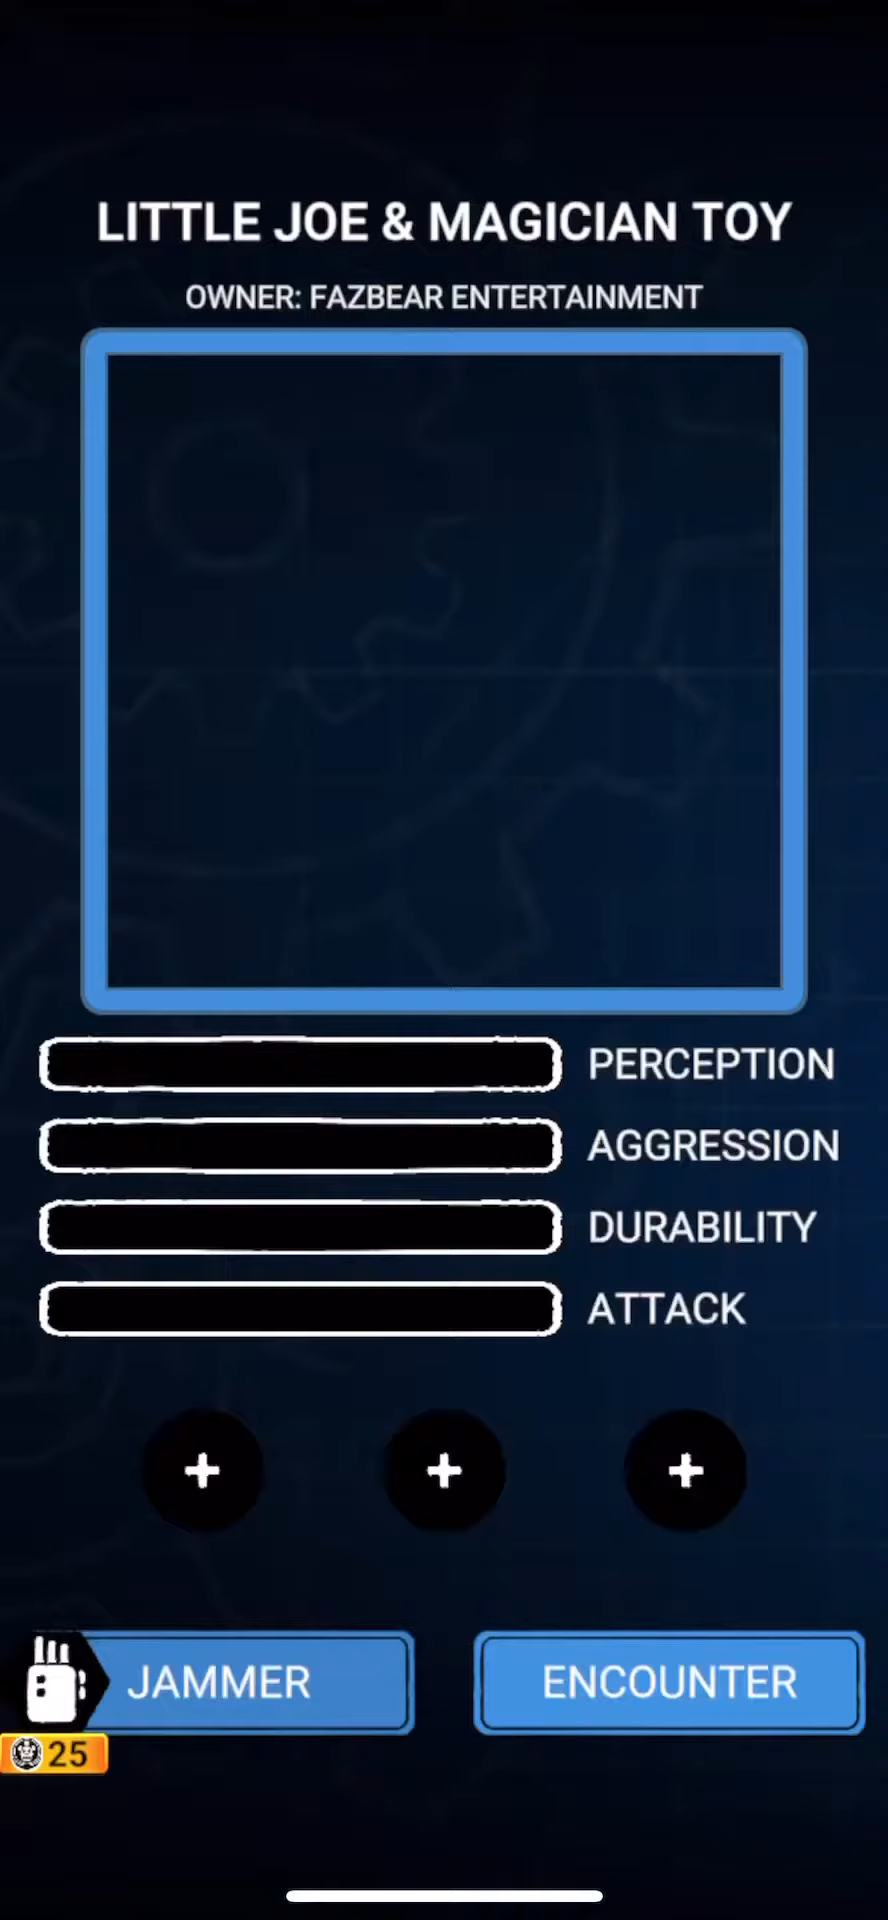 LITTLE JOE & MAGICIAN TOY
OWNER: FAZBEAR ENTERTAINMENT
PERCEPTION
AGGRESSION
DURABILITY
ATTACK
+ + +
JAMMER
ENCOUNTER
25